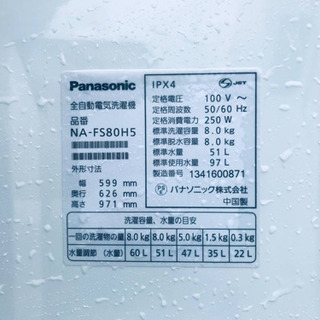 Panasonic
全自動電気洗濯機
品番
NA-FS80H5
外形寸法
幅 599 mm
奥行 626 mm
高さ 971 mm
IPX4 JET
定格電圧 100 V ～
定格周波数 50/60 Hz
定格消費電力 250 W
標準洗濯容量 8.0 kg
標準脱水容量 8.0 kg
標準水量 51 L
標準使用水量 97 L
製造番号 1341600871
パナソニック株式会社
中国製
洗濯容量、水量の目安
一回の洗濯物の量 8.0 kg 8.0 kg 5.0 kg 1.5 kg 0.3 kg
水量調節 (水量) 60 L 51 L 47 L 35 L 22 L